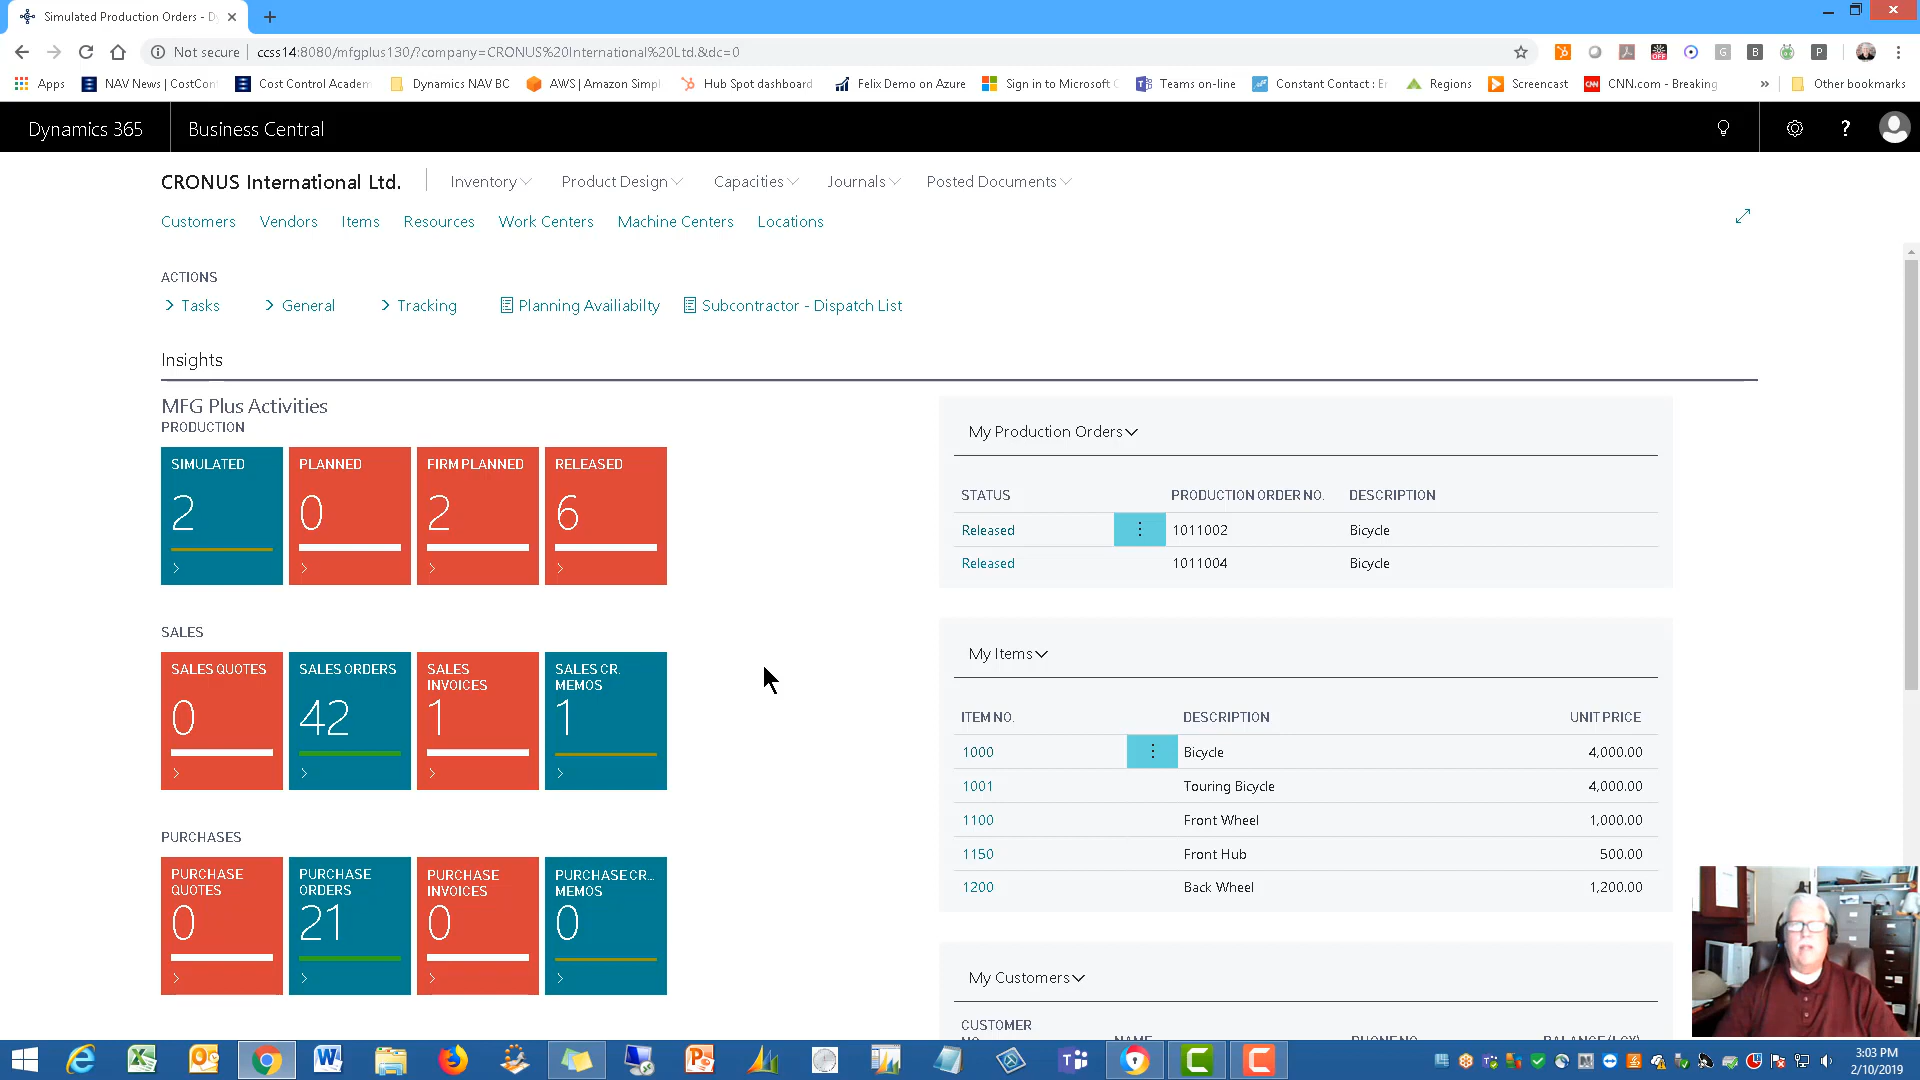 Simulated Production Orders - D
Not secure | ccss14:8080/mfgplus130/?company=CRONUS%20International%20Ltd.&dc=0
Apps NAV News | CostCont Cost Control Academ Dynamics NAV BC AWS | Amazon Simpl Hub Spot dashboard Felix Demo on Azure Sign in to Microsoft Teams on-line Constant Contact : Er Regions Screencast CNN.com - Breaking » Other bookmarks
Dynamics 365 Business Central ?
CRONUS International Ltd. Inventory Product Design Capacities Journals Posted Documents
Customers Vendors Items Resources Work Centers Machine Centers Locations
ACTIONS
Tasks General Tracking Planning Availiabilty Subcontractor - Dispatch List
Insights
MFG Plus Activities
PRODUCTION
SIMULATED PLANNED FIRM PLANNED RELEASED
2 0 2 6
SALES
SALES QUOTES SALES ORDERS SALES INVOICES SALES CR. MEMOS
0 42 1 1
PURCHASES
PURCHASE QUOTES PURCHASE ORDERS PURCHASE INVOICES PURCHASE CR... MEMOS
0 21 0 0
My Production Orders
STATUS PRODUCTION ORDER NO. DESCRIPTION
Released 1011002 Bicycle
Released 1011004 Bicycle
My Items
ITEM NO. DESCRIPTION UNIT PRICE
1000 Bicycle 4,000.00
1001 Touring Bicycle 4,000.00
1100 Front Wheel 1,000.00
1150 Front Hub 500.00
1200 Back Wheel 1,200.00
My Customers
CUSTOMER
NO. NAME PHONE NO. BALANCE (LCY)
3:03 PM
2/10/2019